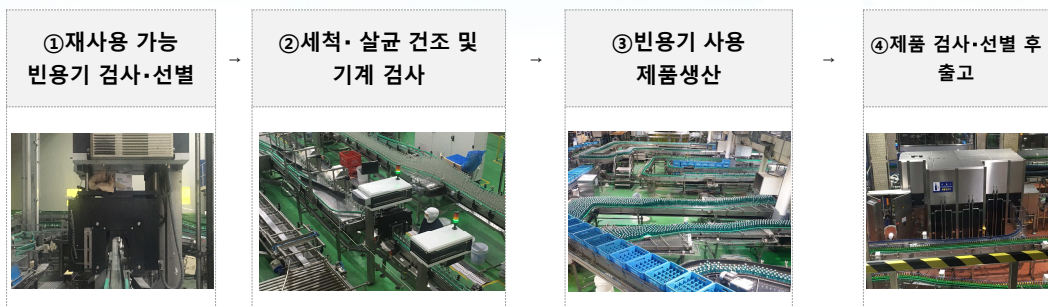 ①재사용 가능
빈용기 검사·선별
→
②세척· 살균 건조 및
기계 검사
→
③빈용기 사용
제품생산
→
④제품 검사·선별 후
출고